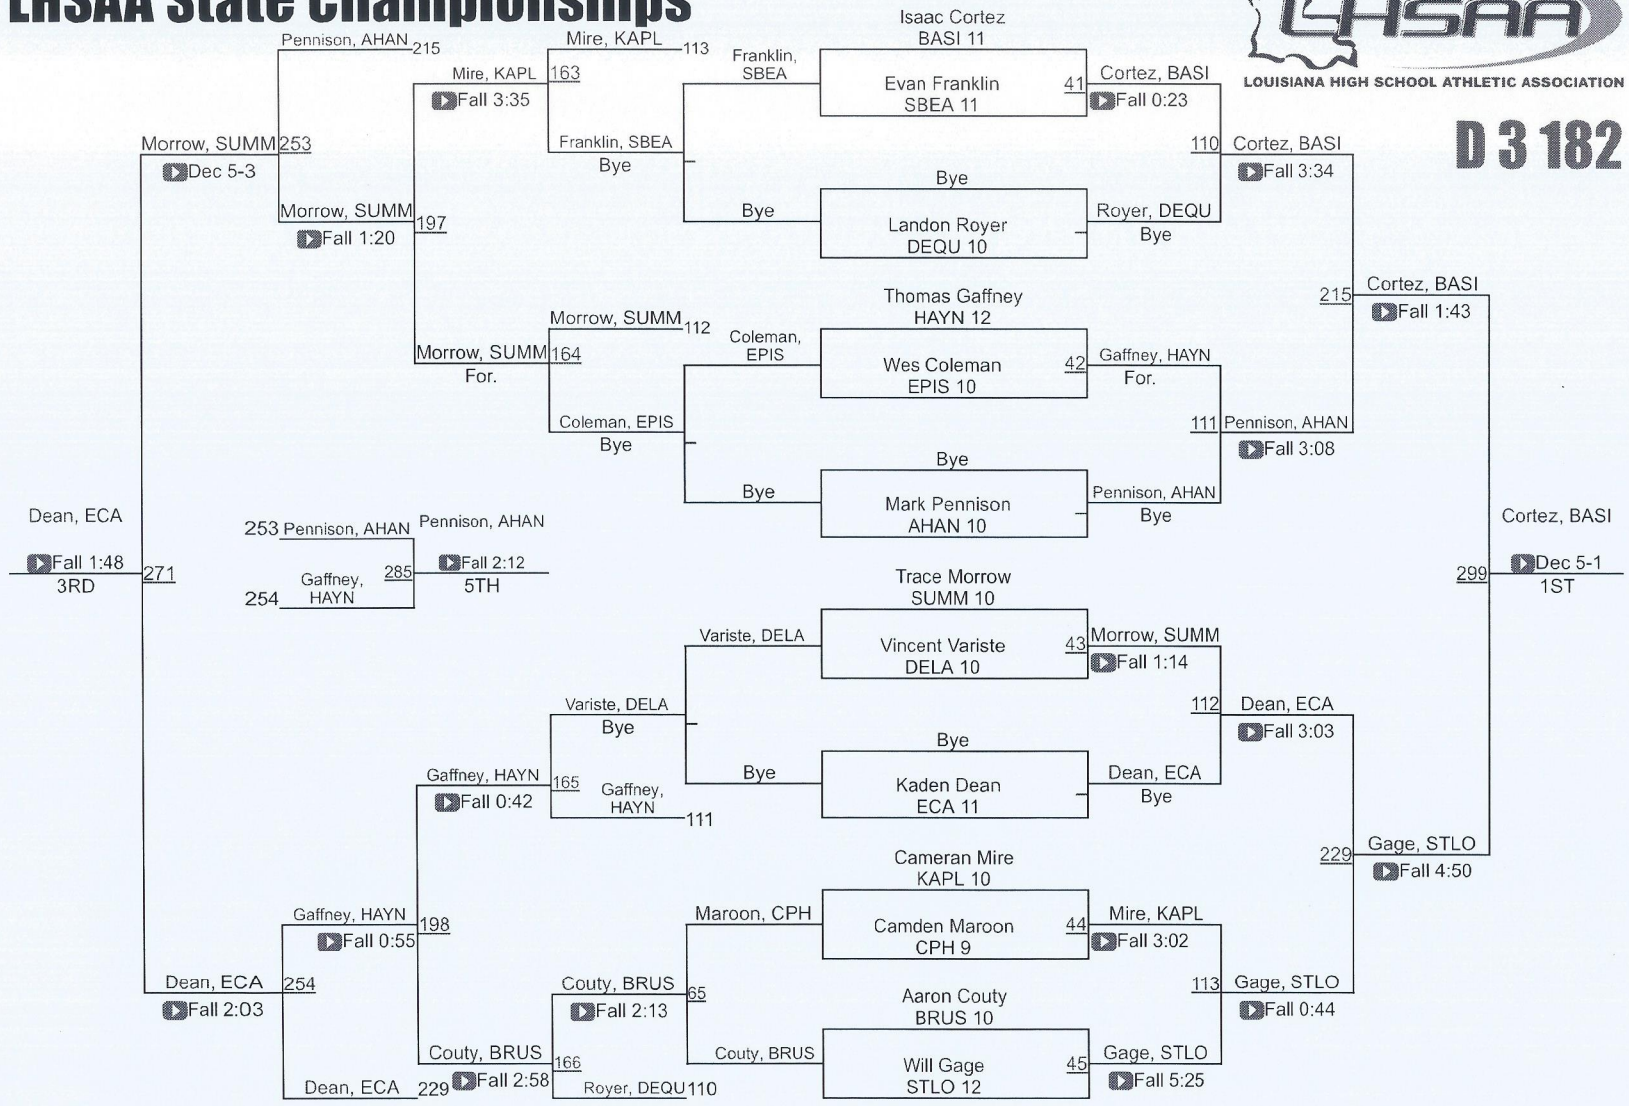 LHSAA State Championships
LHSAA
LOUISIANA HIGH SCHOOL ATHLETIC ASSOCIATION
D 3 182
Isaac Cortez
BASI 11
Evan Franklin
SBEA 11
41
Bye
Landon Royer
DEQU 10
Thomas Gaffney
HAYN 12
Wes Coleman
EPIS 10
42
Bye
Mark Pennison
AHAN 10
Trace Morrow
SUMM 10
Vincent Variste
DELA 10
43
Bye
Kaden Dean
ECA 11
Cameran Mire
KAPL 10
Camden Maroon
CPH 9
44
Aaron Couty
BRUS 10
Will Gage
STLO 12
45
Cortez, BASI
Fall 0:23
Royer, DEQU
Bye
Gaffney, HAYN
For.
Pennison, AHAN
Bye
Morrow, SUMM
Fall 1:14
Dean, ECA
Bye
Mire, KAPL
Fall 3:02
Gage, STLO
Fall 5:25
110
Cortez, BASI
Fall 3:34
111
Pennison, AHAN
Fall 3:08
112
Dean, ECA
Fall 3:03
113
Gage, STLO
Fall 0:44
215
Cortez, BASI
Fall 1:43
229
Gage, STLO
Fall 4:50
299
Cortez, BASI
Dec 5-1
1ST
Franklin,
SBEA
Bye
Coleman,
EPIS
Bye
Variste, DELA
Bye
Maroon, CPH
Couty, BRUS
65
Mire, KAPL
113
Franklin, SBEA
Bye
Morrow, SUMM
112
Coleman, EPIS
Bye
Variste, DELA
Bye
Gaffney,
HAYN
111
Couty, BRUS
Fall 2:13
Royer, DEQU
110
Mire, KAPL
163
Fall 3:35
Morrow, SUMM
164
For.
Gaffney, HAYN
165
Fall 0:42
Couty, BRUS
166
Fall 2:58
Pennison, AHAN
215
Morrow, SUMM
197
Fall 1:20
Gaffney, HAYN
198
Fall 0:55
Dean, ECA
229
Morrow, SUMM
253
Dec 5-3
Dean, ECA
254
Fall 2:03
Dean, ECA
Fall 1:48
271
3RD
253
Pennison, AHAN
254
Gaffney,
HAYN
285
Pennison, AHAN
Fall 2:12
5TH